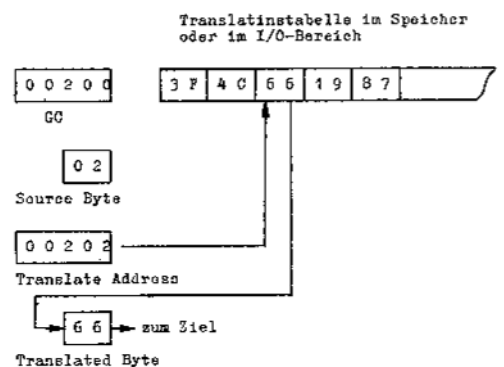 Translatinstabelle im Speicher
oder im I/O-Bereich
0 0 2 0 0
3 F 4 C 6 6 1 9 8 7
GC
0 2
Source Byte
0 0 2 0 2
Translate Address
6 6 zum Ziel
Translated Byte